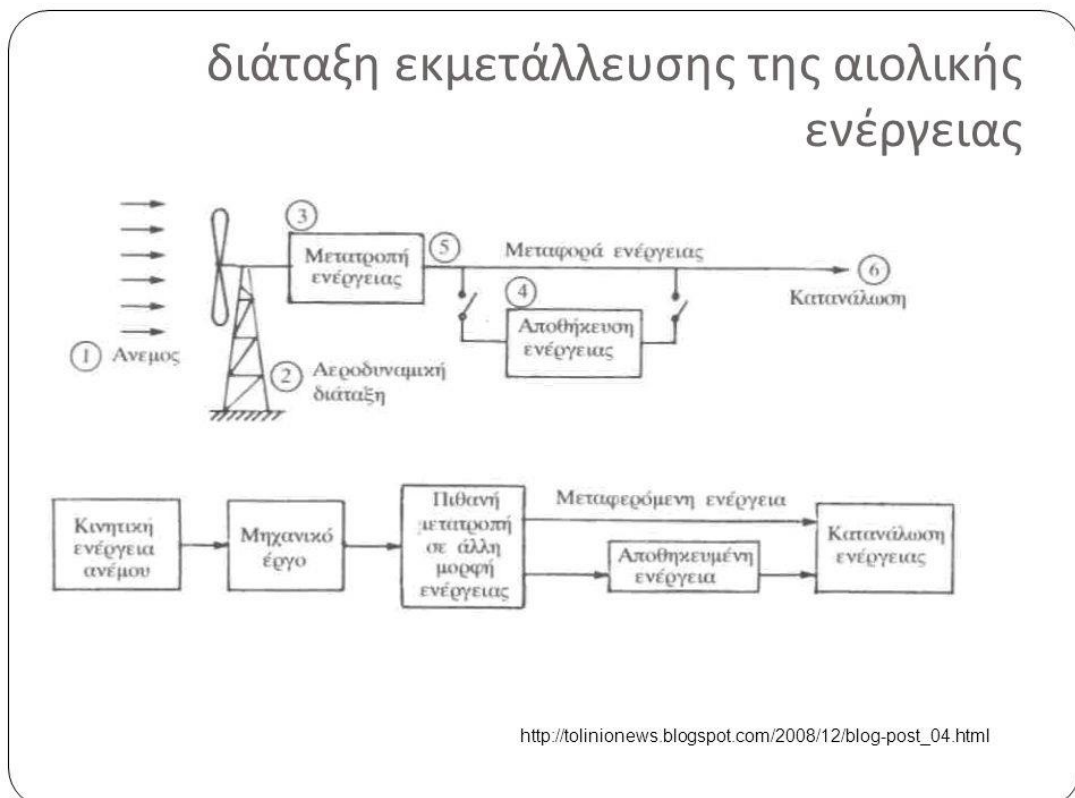 διάταξη εκμετάλλευσης της αιολικής
ενέργειας
③
Μετατροπή
ενέργειας
⑤
Μεταφορά ενέργειας
⑥
Κατανάλωση
④
Αποθήκευση
ενέργειας
① Ανεμος
② Αεροδυναμική
διάταξη
Κινητική
ενέργεια
ανέμου
Μηχανικό
έργο
Πιθανή
μετατροπή
σε άλλη
μορφή
ενέργειας
Μεταφερόμενη ενέργεια
Αποθηκευμένη
ενέργεια
Κατανάλωση
ενέργειας
http://tolinionews.blogspot.com/2008/12/blog-post_04.html